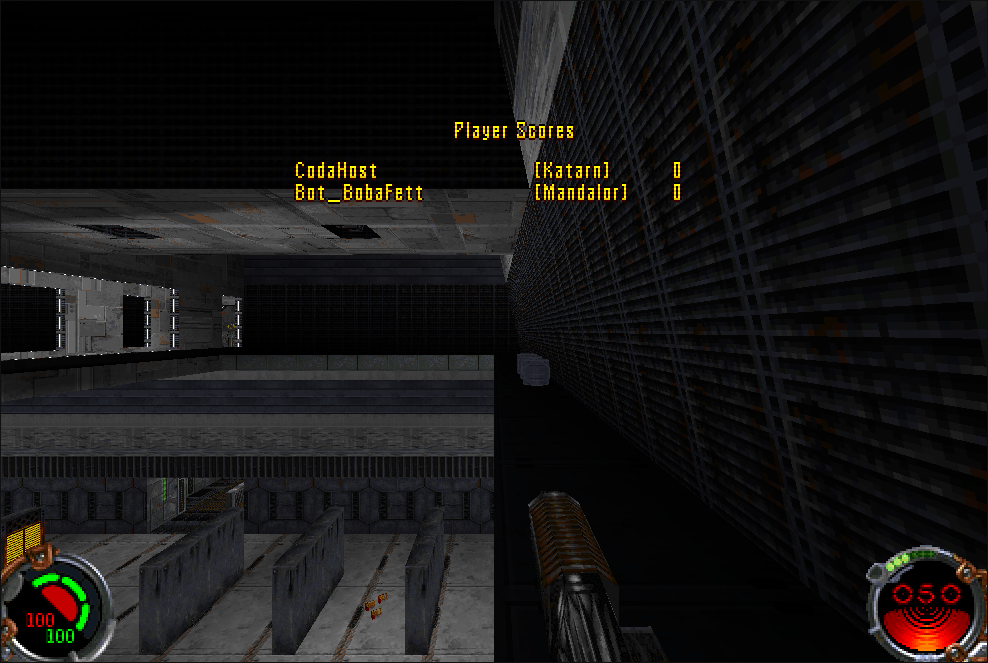 Player Scores
CodaHost [Katarn] 0
Bot_BobaFett [Mandalor] 0
100
100
050